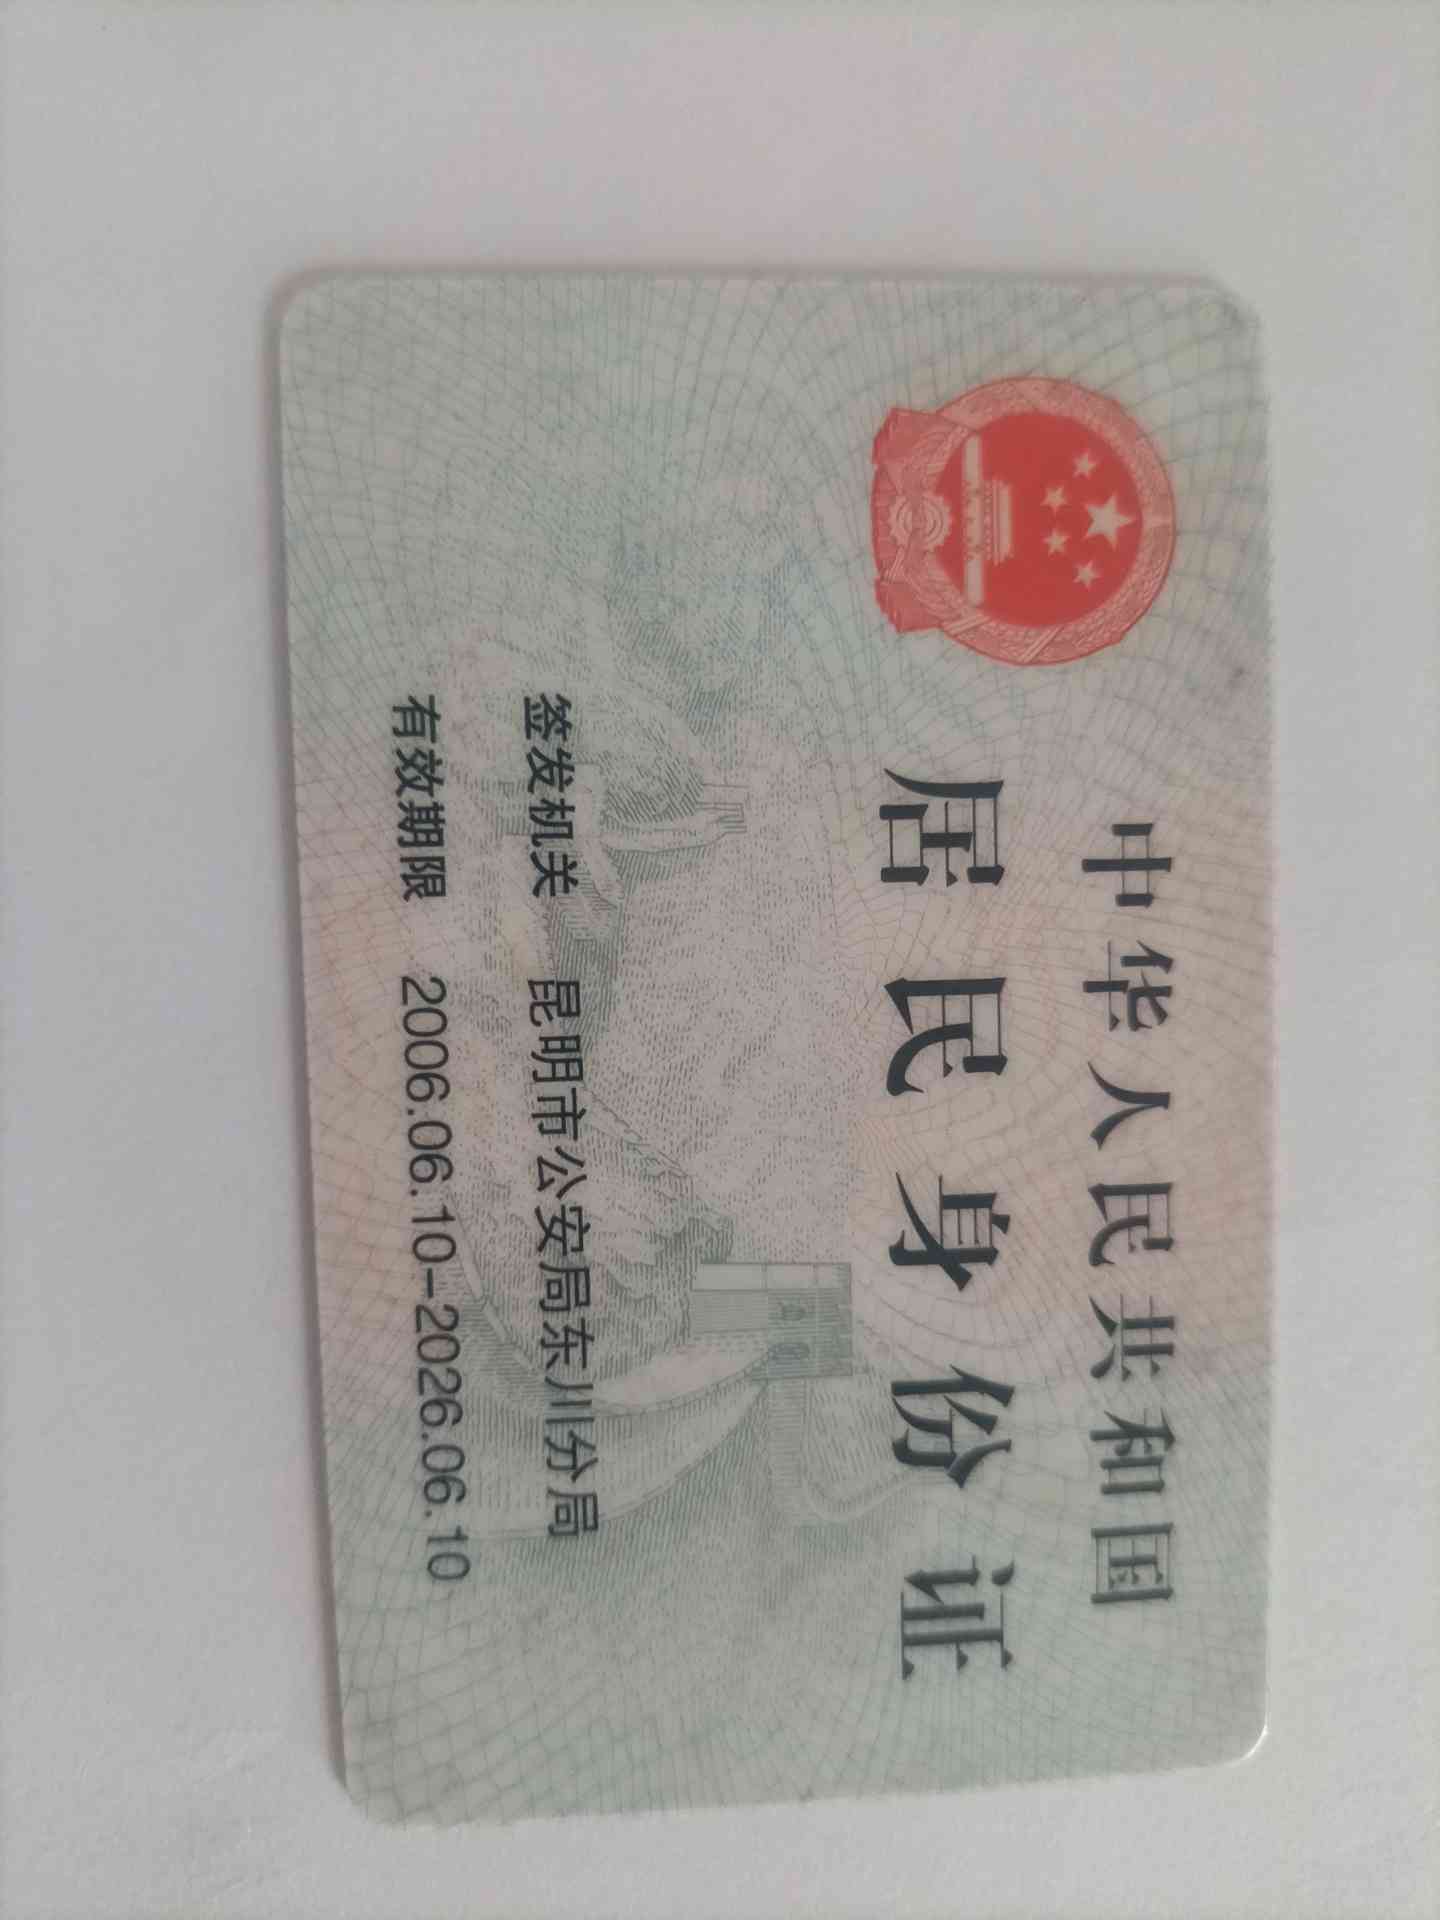 中华人民共和国
居民身份证
签发机关 昆明市公安局东川分局
有效期限 2006.06.10-2026.06.10